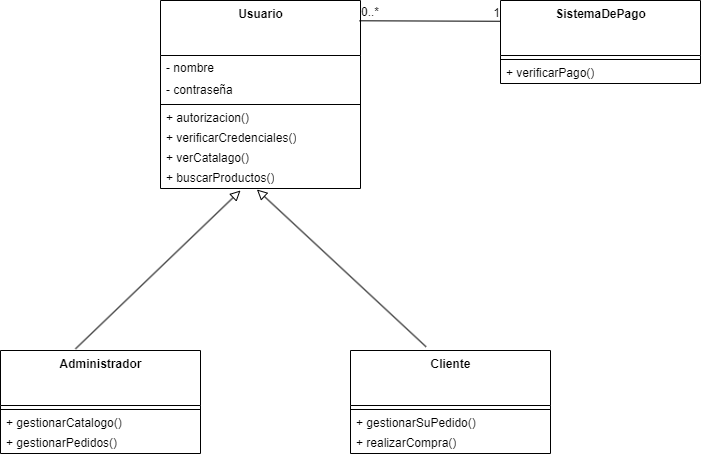 Usuario
- nombre
- contraseña
+ autorizacion()
+ verificarCredenciales()
+ verCatalago()
+ buscarProductos()
0..*
1
SistemaDePago
+ verificarPago()
Administrador
+ gestionarCatalogo()
+ gestionarPedidos()
Cliente
+ gestionarSuPedido()
+ realizarCompra()